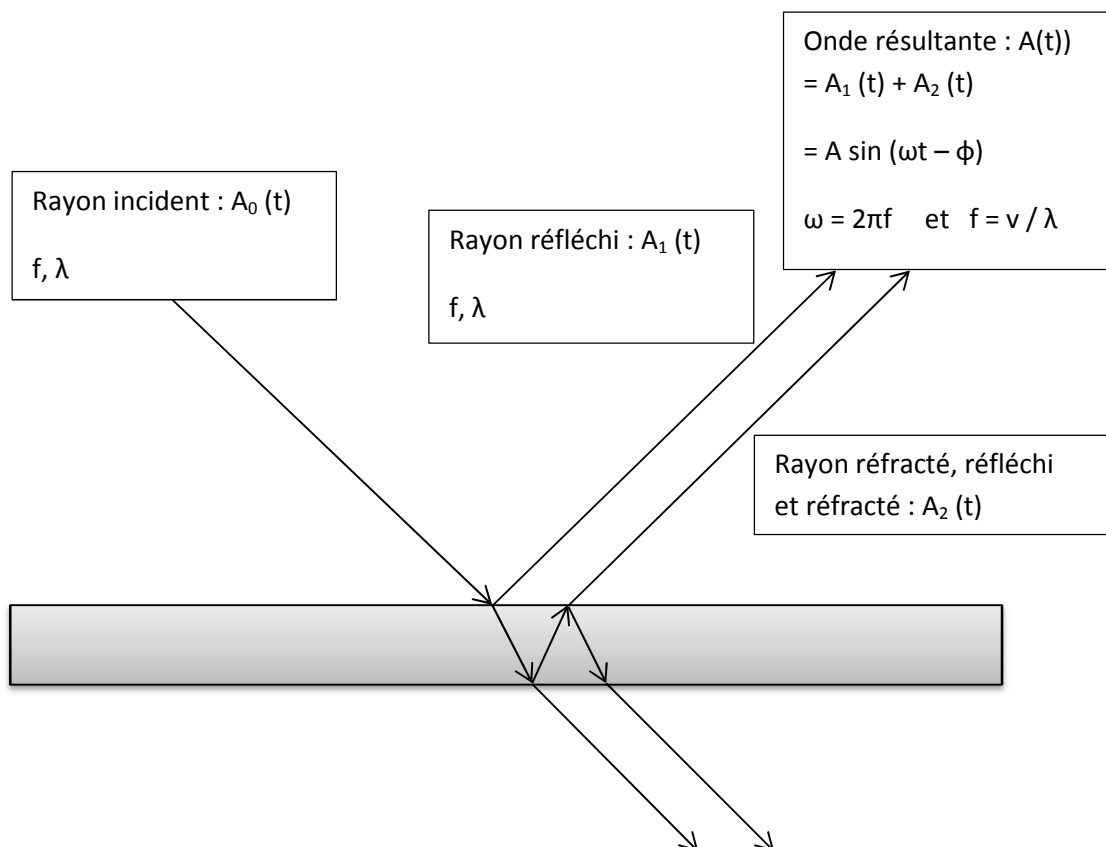 Onde résultante : A(t))
= A₁ (t) + A₂ (t)
= A sin (ωt – ϕ)
ω = 2πf et f = v / λ
Rayon incident : A₀ (t)
f, λ
Rayon réfléchi : A₁ (t)
f, λ
Rayon réfracté, réfléchi
et réfracté : A₂ (t)